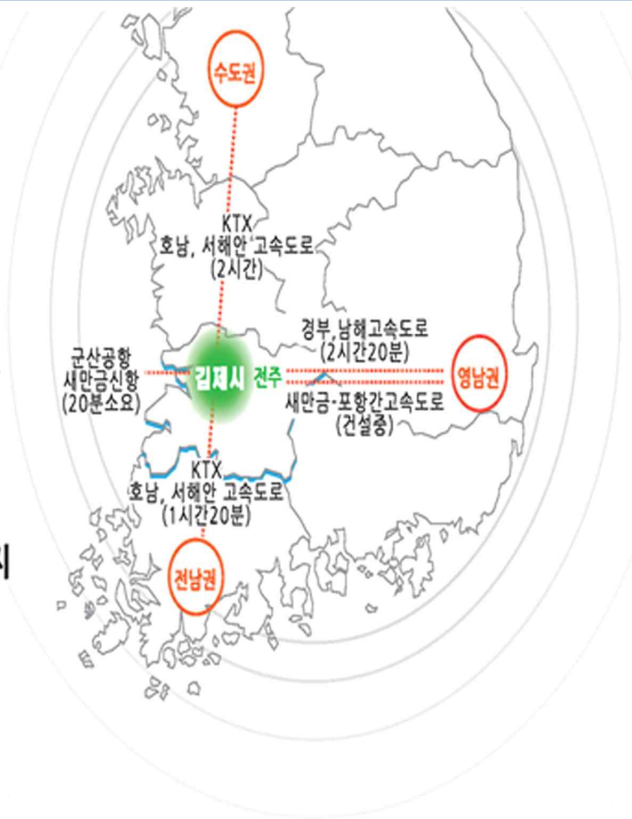 수도권
KTX
호남, 서해안 고속도로
(2시간)
경부,남해고속도로
(2시간20분)
군산공항
새만금신항
(20분소요)
김제시 전주
영남권
새만금-포항간고속도로
(건설중)
KTX
호남, 서해안 고속도로
(1시간20분)
전남권